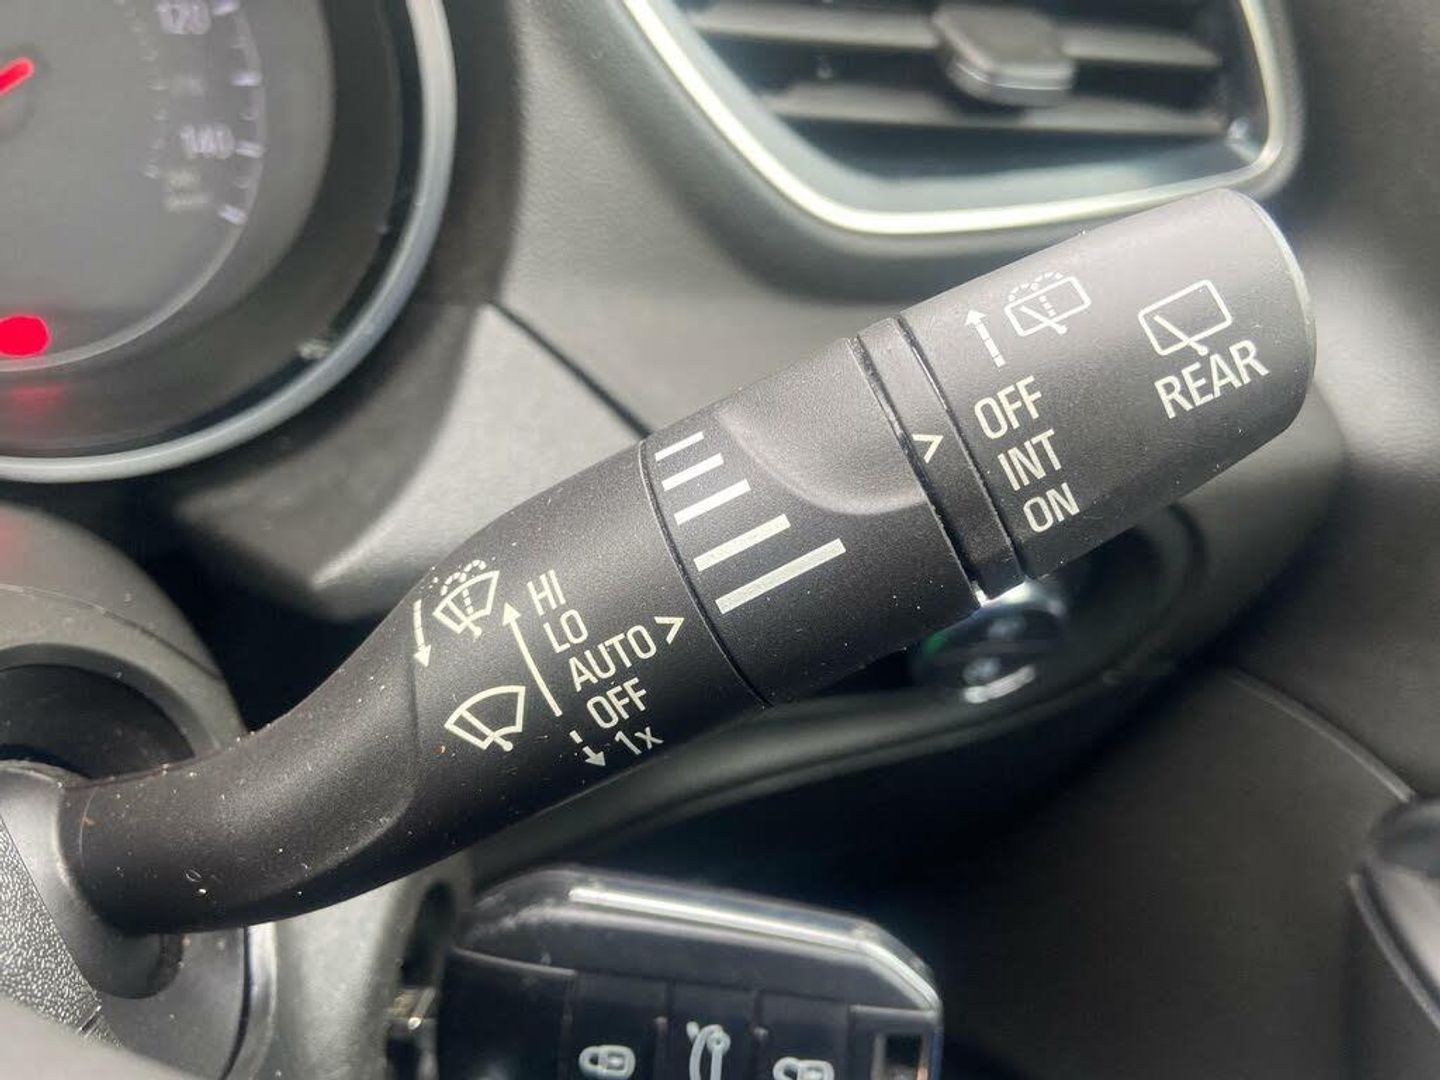 120
140
OFF
INT
ON
REAR
HI
LO
AUTO >
OFF
1x